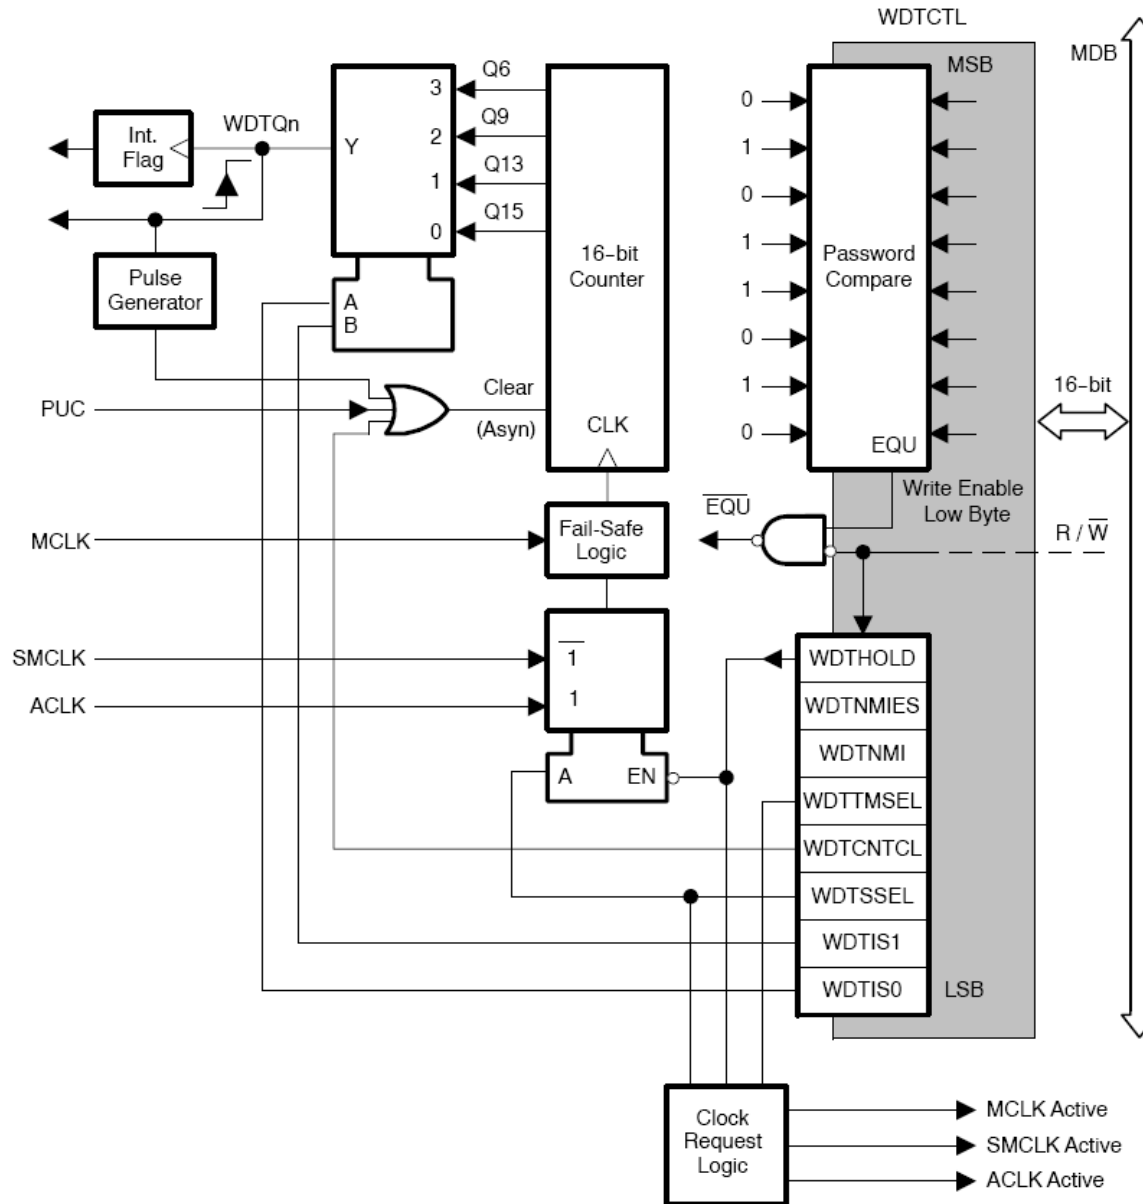 WDTCTL
MDB
MSB
Int.
Flag
WDTQn
Y
3
2
1
0
Q6
Q9
Q13
Q15
16-bit
Counter
0
1
0
1
1
0
1
0
Password
Compare
EQU
Pulse
Generator
A
B
PUC
Clear
(Asyn)
CLK
16-bit
Write Enable
Low Byte
EQU
R / W
MCLK
Fail-Safe
Logic
SMCLK
1
ACLK
1
A
EN
WDTHOLD
WDTNMIES
WDTNMI
WDTTMSEL
WDTCNTCL
WDTSSEL
WDTIS1
WDTIS0
LSB
Clock
Request
Logic
MCLK Active
SMCLK Active
ACLK Active